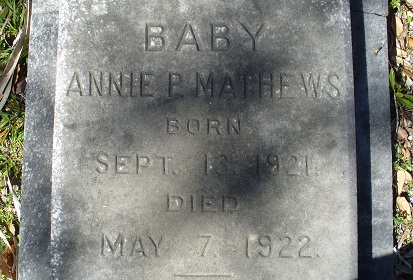 BABY
ANNIE P. MATHEWS
BORN
SEPT. 13 1921.
DIED
MAY 7, 1922.